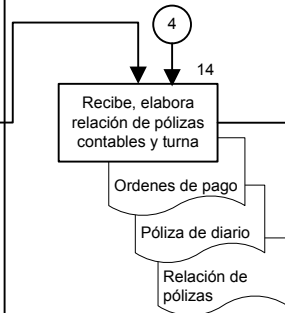 4
14
Recibe, elabora
relación de pólizas
contables y turna
Ordenes de pago
Póliza de diario
Relación de
pólizas